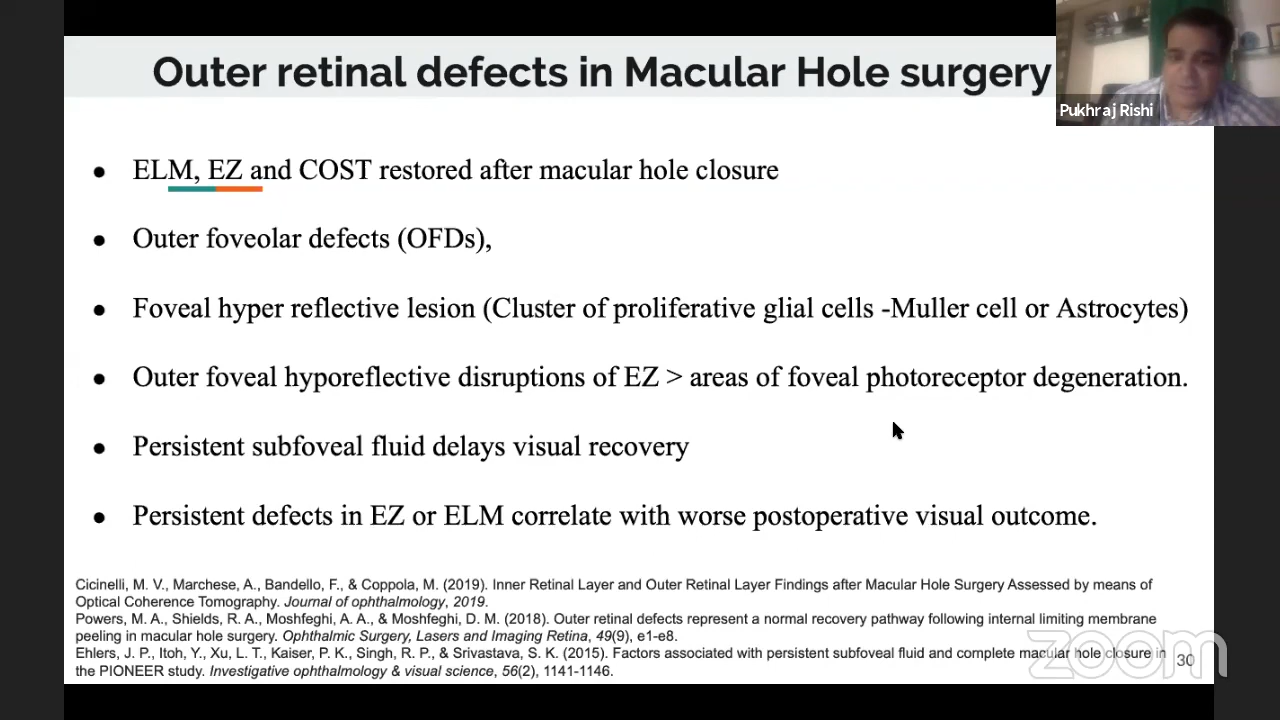 Outer retinal defects in Macular Hole surgery
Pukhraj Rishi
● ELM, EZ and COST restored after macular hole closure
● Outer foveolar defects (OFDs),
● Foveal hyper reflective lesion (Cluster of proliferative glial cells -Muller cell or Astrocytes)
● Outer foveal hyporeflective disruptions of EZ > areas of foveal photoreceptor degeneration.
● Persistent subfoveal fluid delays visual recovery
● Persistent defects in EZ or ELM correlate with worse postoperative visual outcome.
Cicinelli, M. V., Marchese, A., Bandello, F., & Coppola, M. (2019). Inner Retinal Layer and Outer Retinal Layer Findings after Macular Hole Surgery Assessed by means of
Optical Coherence Tomography. Journal of ophthalmology, 2019.
Powers, M. A., Shields, R. A., Moshfeghi, A. A., & Moshfeghi, D. M. (2018). Outer retinal defects represent a normal recovery pathway following internal limiting membrane
peeling in macular hole surgery. Ophthalmic Surgery, Lasers and Imaging Retina, 49(9), e1-e8.
Ehlers, J. P., Itoh, Y., Xu, L. T., Kaiser, P. K., Singh, R. P., & Srivastava, S. K. (2015). Factors associated with persistent subfoveal fluid and complete macular hole closure in
the PIONEER study. Investigative ophthalmology & visual science, 56(2), 1141-1146.
zoom
30